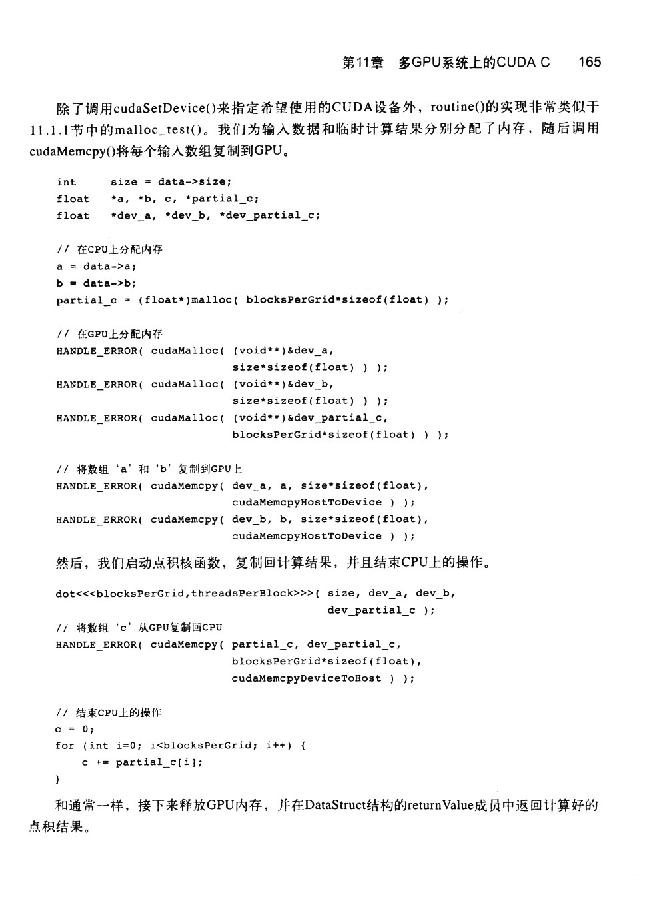 第11章 多GPU系统上的CUDA C 165
除了调用cudaSetDevice()来指定希望使用的CUDA设备外，routine()的实现非常类似于
11.1.1节中的malloc_test()。我们为输入数据和临时计算结果分别分配了内存，随后调用
cudaMemcpy()将每个输入数组复制到GPU。
int size = data->size;
float *a, *b, c, *partial_c;
float *dev_a, *dev_b, *dev_partial_c;
// 在CPU上分配内存
a = data->a;
b = data->b;
partial_c = (float*)malloc( blocksPerGrid*sizeof(float) );
// 在GPU上分配内存
HANDLE_ERROR( cudaMalloc( (void**)&dev_a,
size*sizeof(float) ) );
HANDLE_ERROR( cudaMalloc( (void**)&dev_b,
size*sizeof(float) ) );
HANDLE_ERROR( cudaMalloc( (void**)&dev_partial_c,
blocksPerGrid*sizeof(float) ) );
// 将数组 ‘a’ 和 ‘b’ 复制到GPU上
HANDLE_ERROR( cudaMemcpy( dev_a, a, size*sizeof(float),
cudaMemcpyHostToDevice ) );
HANDLE_ERROR( cudaMemcpy( dev_b, b, size*sizeof(float),
cudaMemcpyHostToDevice ) );
然后，我们启动点积核函数，复制回计算结果，并且结束CPU上的操作。
dot<<<blocksPerGrid,threadsPerBlock>>>( size, dev_a, dev_b,
dev_partial_c );
// 将数组 ‘c’ 从GPU复制回CPU
HANDLE_ERROR( cudaMemcpy( partial_c, dev_partial_c,
blocksPerGrid*sizeof(float),
cudaMemcpyDeviceToHost ) );
// 结束CPU上的操作
c = 0;
for (int i=0; i<blocksPerGrid; i++) {
c += partial_c[i];
}
和通常一样，接下来释放GPU内存，并在DataStruct结构的returnValue成员中返回计算好的
点积结果。